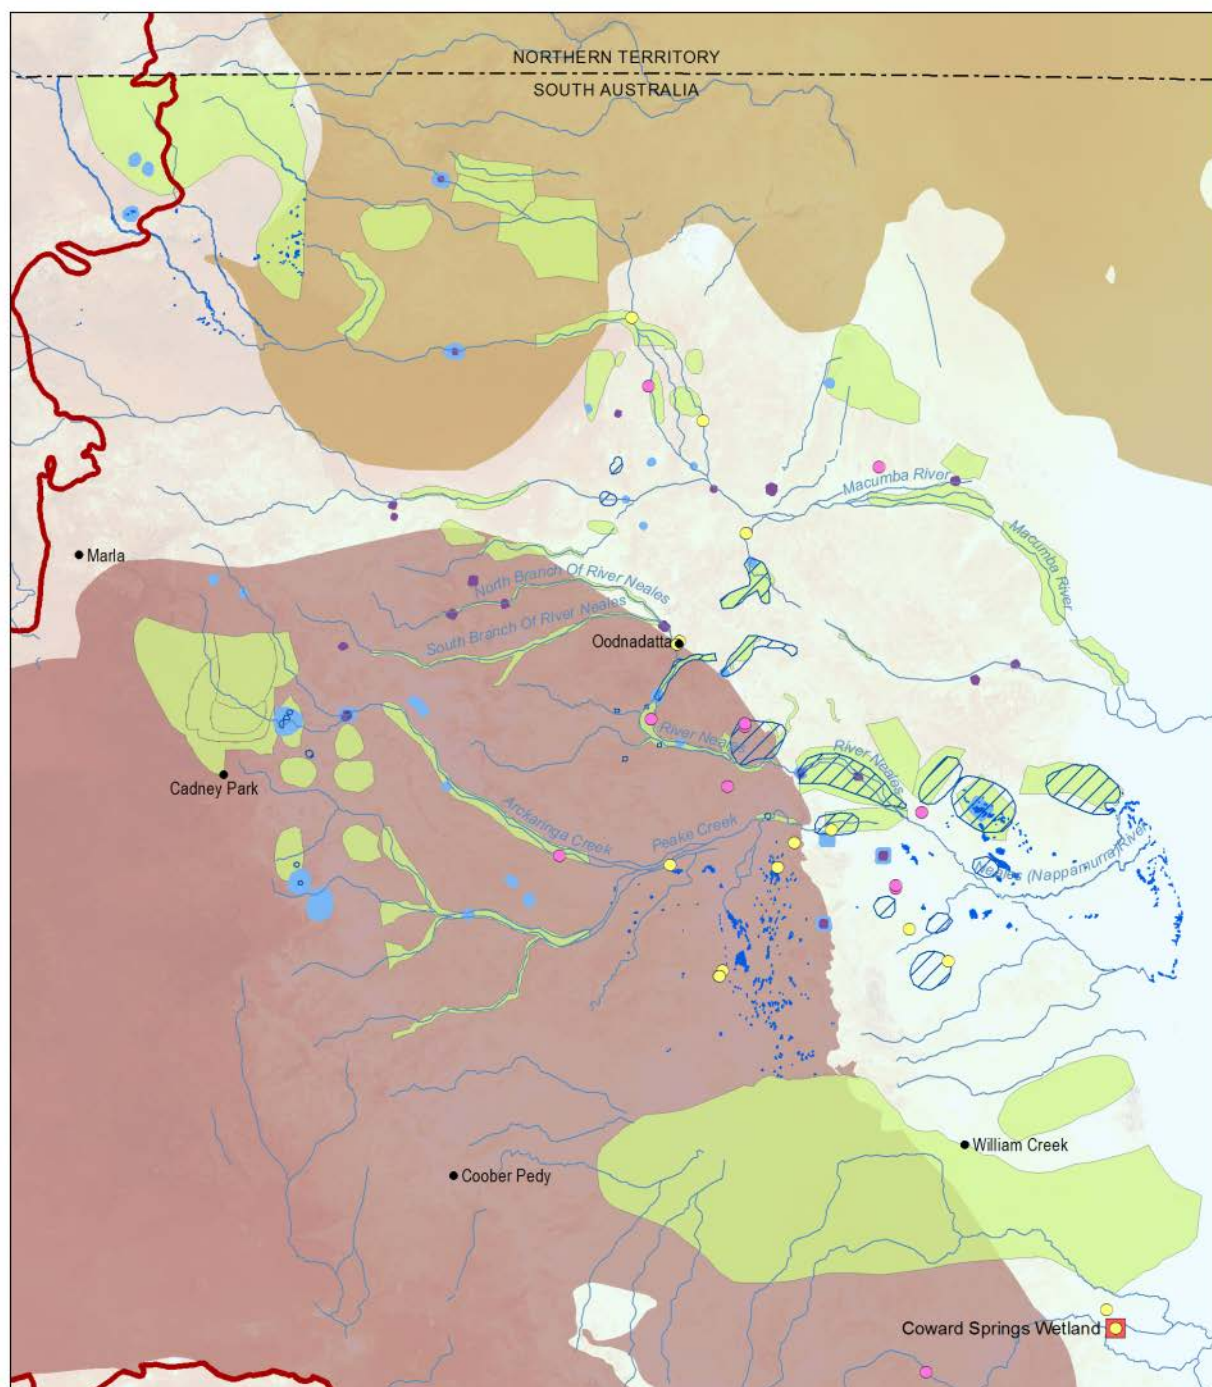 NORTHERN TERRITORY
SOUTH AUSTRALIA
Macumba River
Macumba River
Marla
North Branch Of River Neales
South Branch Of River Neales
Oodnadatta
River Neales
River Neales
Cadney Park
Arckaringa Creek
Peake Creek
Neales (Nappamurra)River
William Creek
Coober Pedy
Coward Springs Wetland